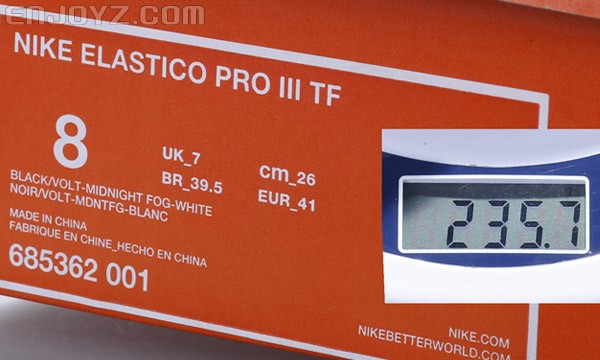 ENJOYZ.COM
NIKE ELASTICO PRO III TF
8
UK_7
cm_26
BR_39.5
EUR_41
BLACK/VOLT-MIDNIGHT FOG-WHITE
NOIR/VOLT-MDNTFG-BLANC
MADE IN CHINA
FABRIQUE EN CHINE_HECHO EN CHINA
685362 001
235.7
NIKE.COM
NIKEBETTERWORLD.COM